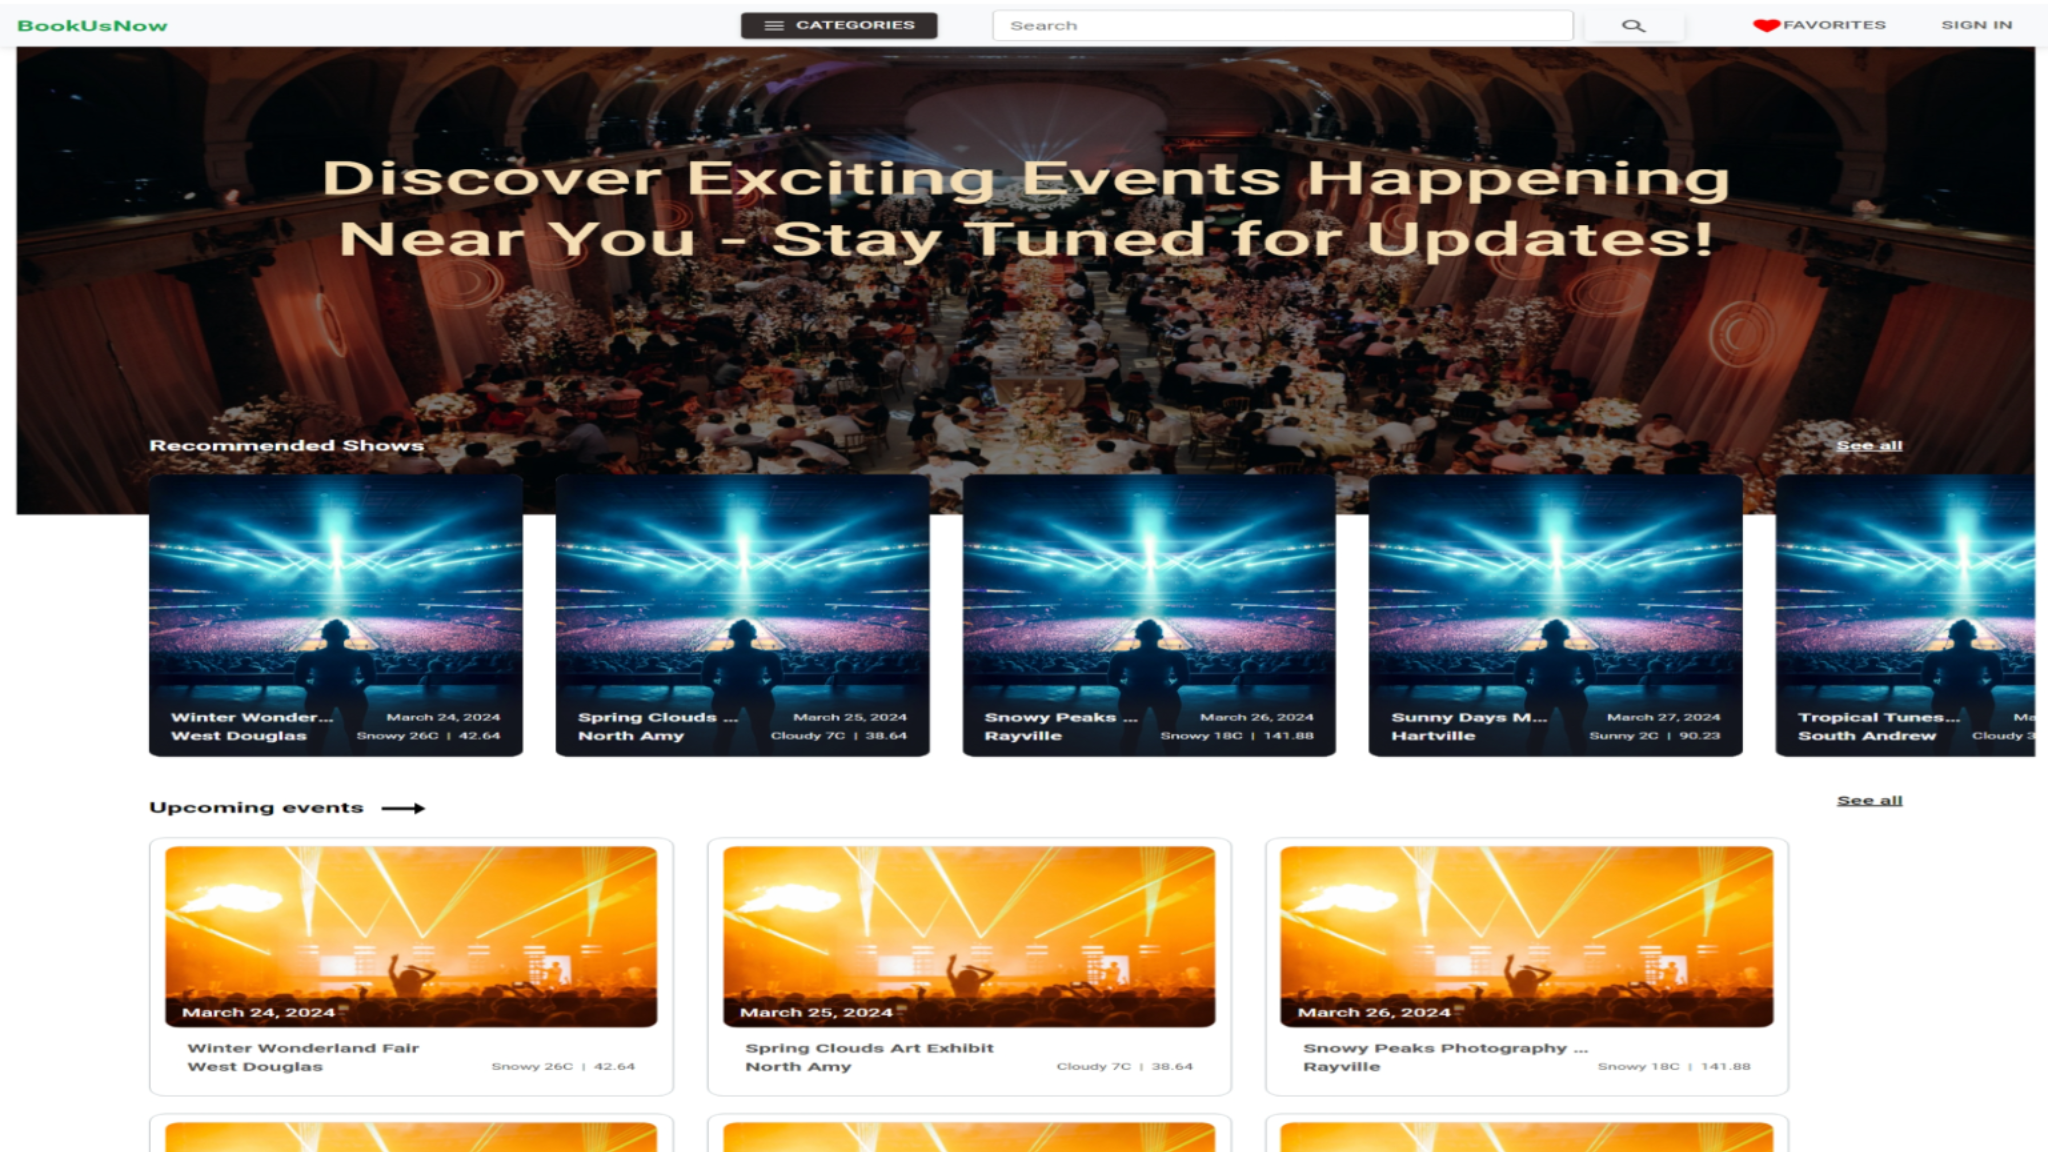 BookUsNow
CATEGORIES
Search
FAVORITES
SIGN IN
Discover Exciting Events Happening
Near You - Stay Tuned for Updates!
Recommended Shows
See all
Winter Wonder... March 24, 2024
West Douglas Snowy 26C | 42.64
Spring Clouds ... March 25, 2024
North Amy Cloudy 7C | 38.64
Snowy Peaks ... March 26, 2024
Rayville Snowy 18C | 141.88
Sunny Days M... March 27, 2024
Hartville Sunny 2C | 90.23
Tropical Tunes... Ma
South Andrew Cloudy 3
Upcoming events
See all
March 24, 2024
Winter Wonderland Fair
West Douglas Snowy 26C | 42.64
March 25, 2024
Spring Clouds Art Exhibit
North Amy Cloudy 7C | 38.64
March 26, 2024
Snowy Peaks Photography ...
Rayville Snowy 18C | 141.88